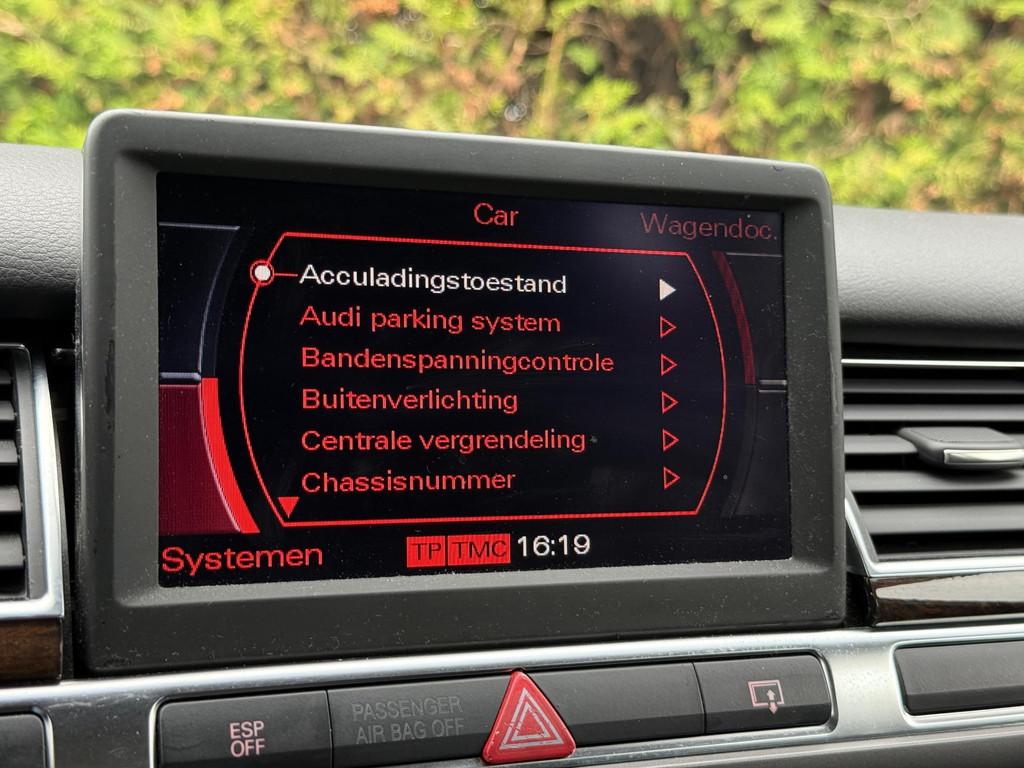 Car
Wagendoc.
Acculadingstoestand
Audi parking system
Bandenspanningcontrole
Buitenverlichting
Centrale vergrendeling
Chassisnummer
Systemen
TP TMC 16:19
ESP
OFF
PASSENGER
AIR BAG OFF